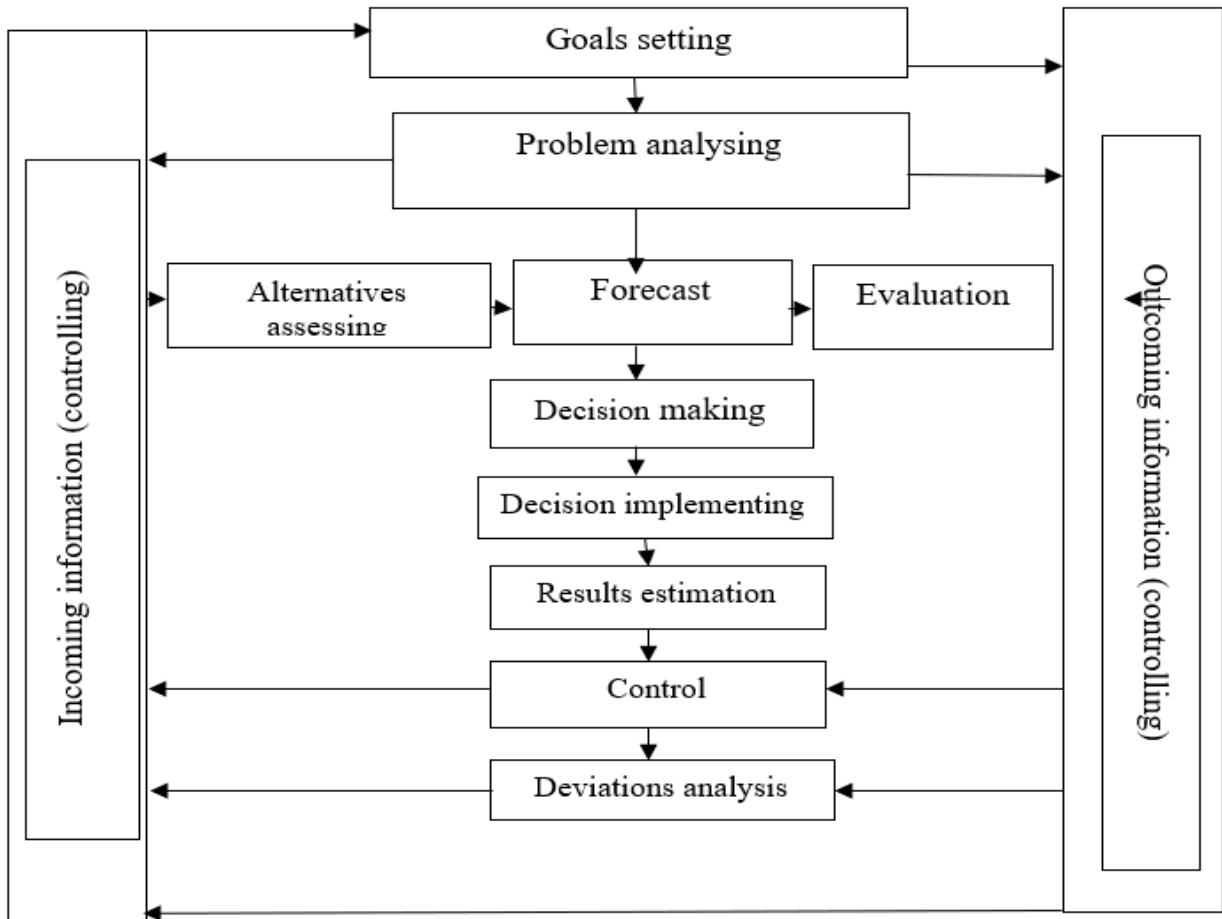 Goals setting
Problem analysing
Incoming information (controlling)
Alternatives
assessing
Forecast
Evaluation
Outcoming information (controlling)
Decision making
Decision implementing
Results estimation
Control
Deviations analysis